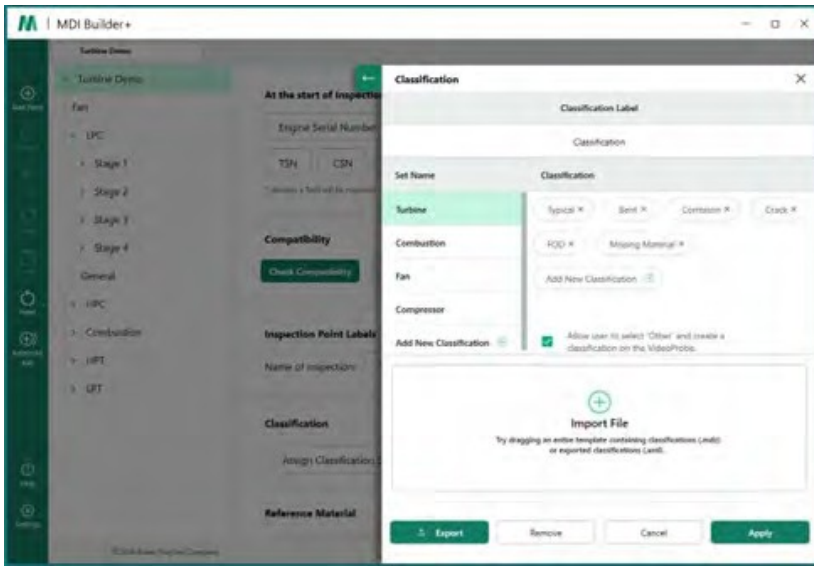 MDI Builder+
Turbine Demo
Turbine Demo
Fan
LPC
Stage 1
Stage 2
Stage 3
Stage 4
General
HPC
Combustion
HPT
LPT
At the start of Inspectio
Engine Serial Number
TSN
CSN
Compatibility
Check Compatibility
Inspection Point Labels
Name of inspection:
Classification
Assign Classification S
Reference Material
Classification
Classification Label
Classification
Set Name
Classification
Turbine
Typical × Bent × Corrosion × Crack ×
Combustion
FOD × Missing Material ×
Fan
Add New Classification
Compressor
Add New Classification
Allow user to select 'Other' and create a
classification on the VideoProbe.
Import File
Try dragging an entire template containing classifications (.mdi)
or exported classifications (.xml).
Export
Remove
Cancel
Apply
Help
Settings